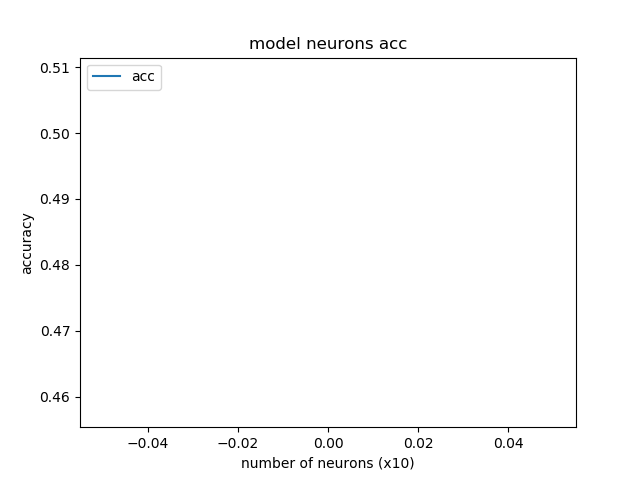 model neurons acc
acc
0.51
0.50
0.49
0.48
0.47
0.46
accuracy
−0.04 −0.02 0.00 0.02 0.04
number of neurons (x10)